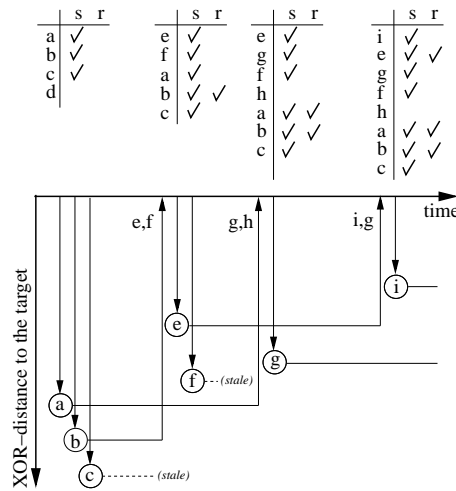 s r
a ✓
b ✓
c ✓
d
s r
e ✓
f ✓
a ✓
b ✓ ✓
c ✓
s r
e ✓
g ✓
f ✓
h
a ✓ ✓
b ✓ ✓
c ✓
s r
i ✓
e ✓ ✓
g ✓
f ✓
h
a ✓ ✓
b ✓ ✓
c ✓
time
e,f
g,h
i,g
XOR–distance to the target
i
e
g
f
(stale)
a
b
c
(stale)